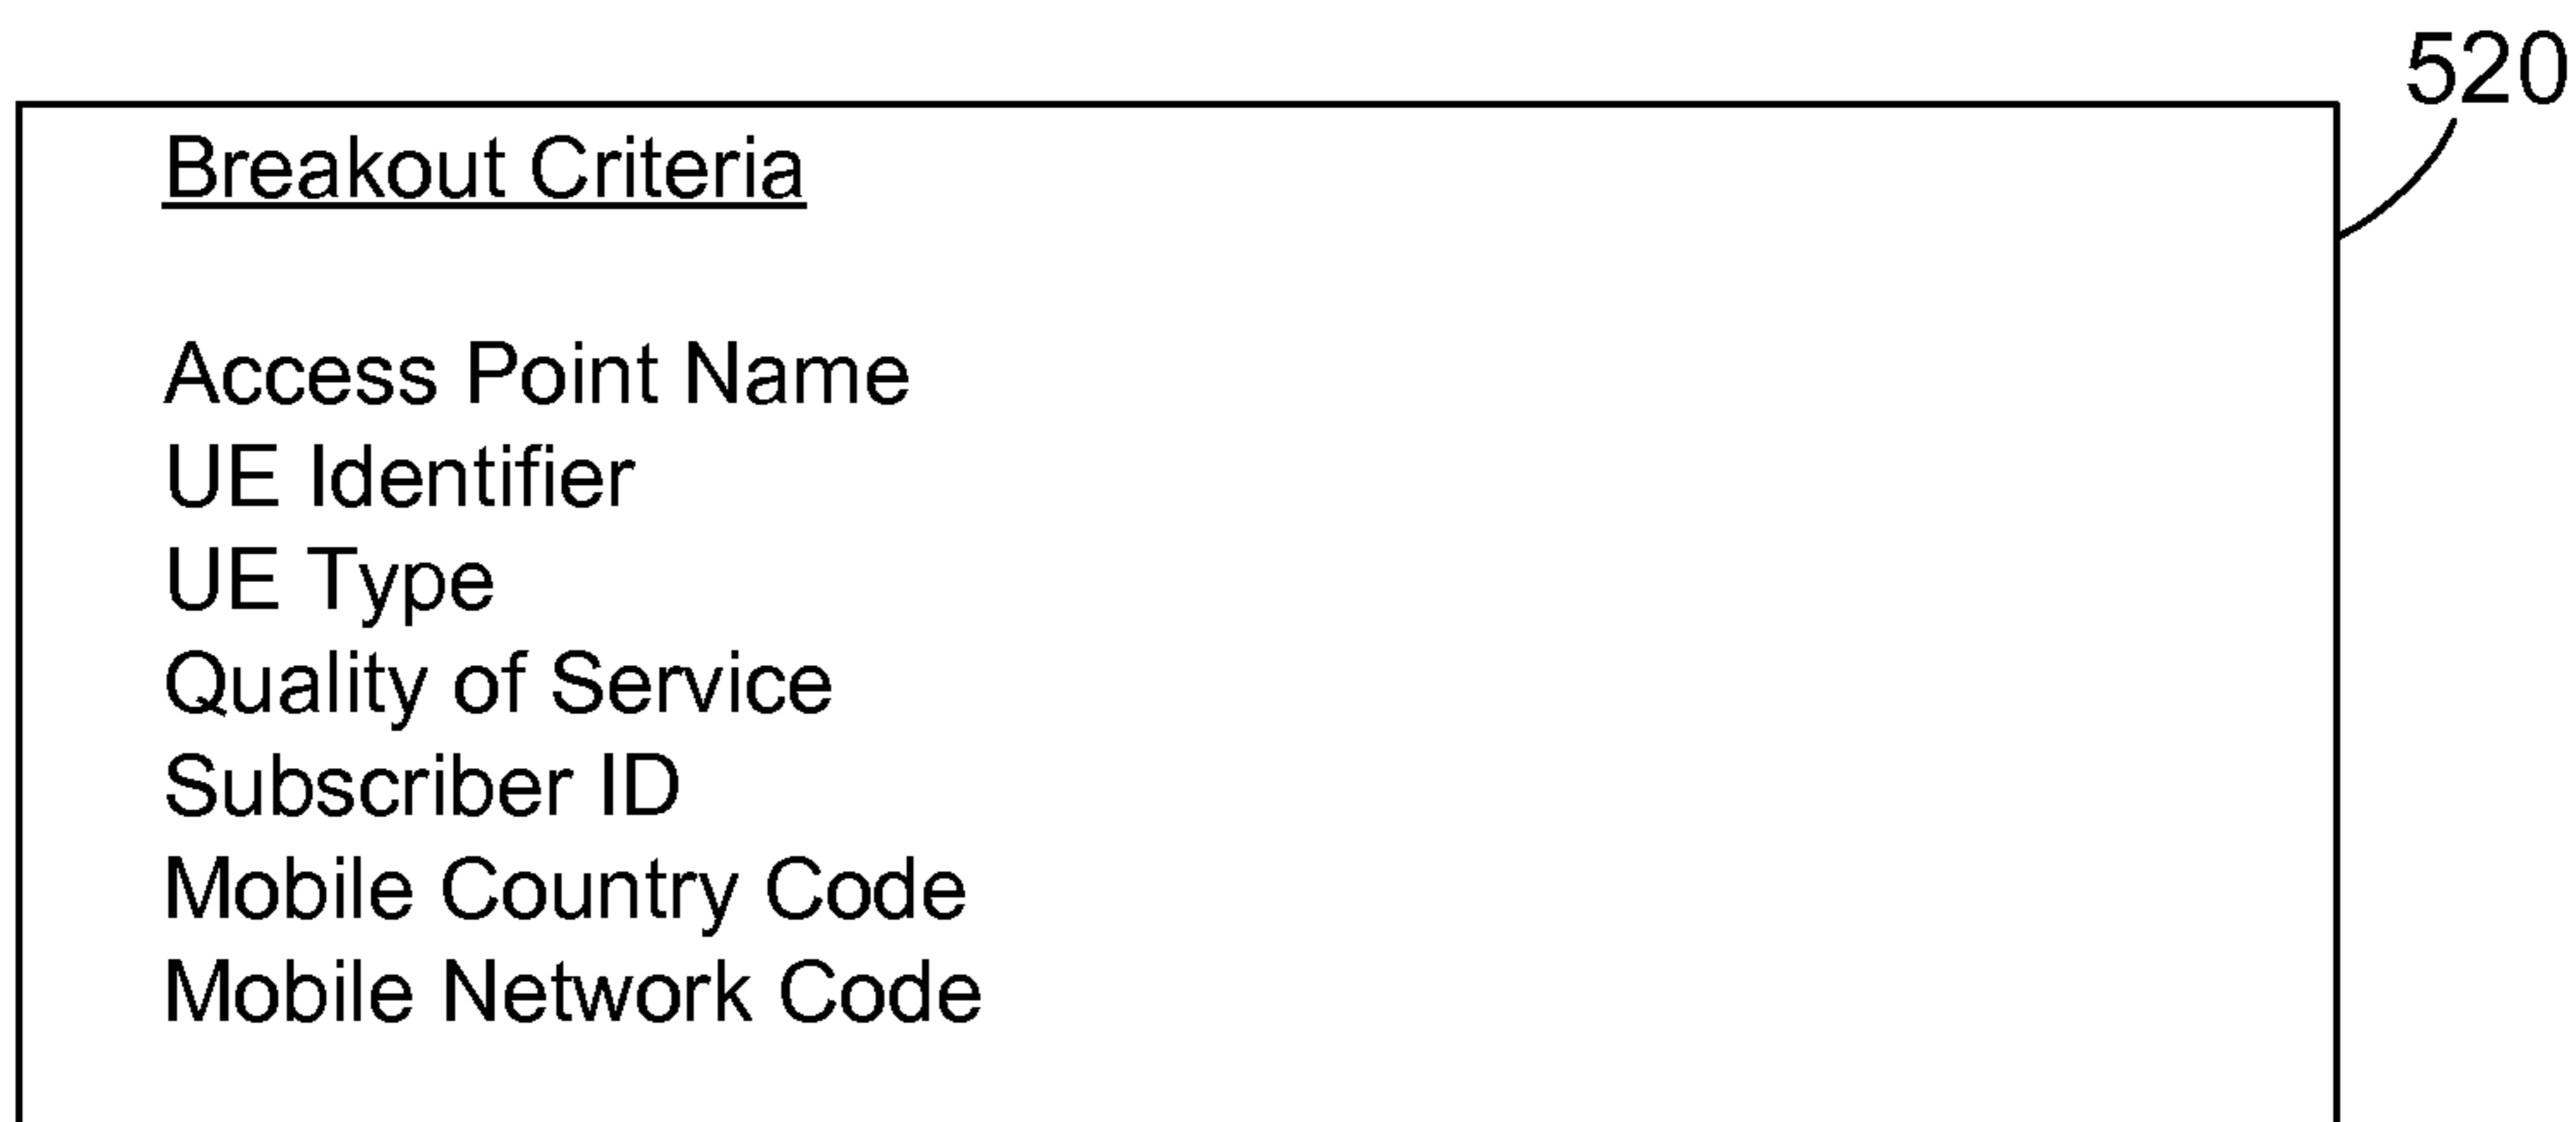 520
Breakout Criteria
Access Point Name
UE Identifier
UE Type
Quality of Service
Subscriber ID
Mobile Country Code
Mobile Network Code